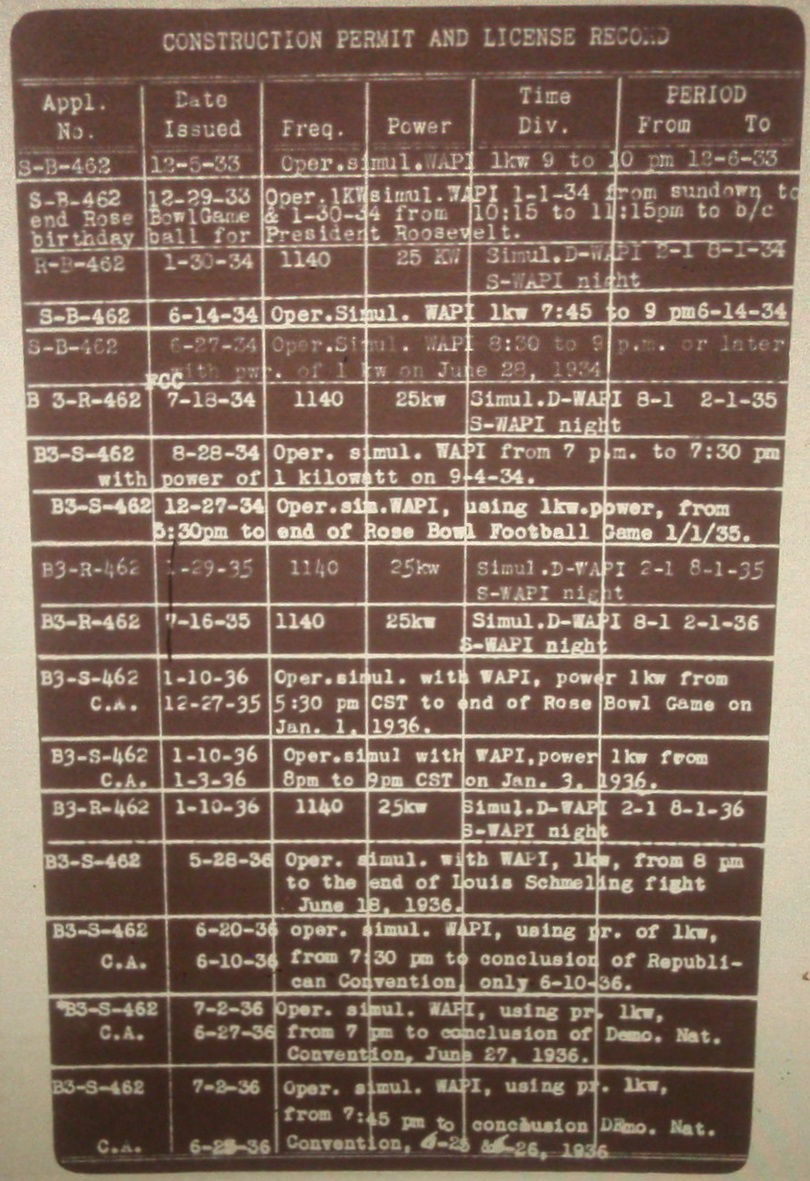 CONSTRUCTION PERMIT AND LICENSE RECORD
Appl. Date Time PERIOD
No. Issued Freq. Power Div. From To
S-B-462 12-5-33 Oper.simul.WAPI 1kw 9 to 10 pm 12-6-33
S-B-462 12-29-33 Oper.1KW simul.WAPI 1-1-34 from sundown to
end Rose BowlGame & 1-30-34 from 10:15 to 11:15pm to b/c
birthday ball for President Roosevelt.
R-B-462 1-30-34 1140 25 KW Simul.D-WAPI 2-1 8-1-34
S-WAPI night
S-B-462 6-14-34 Oper.Simul. WAPI 1kw 7:45 to 9 pm6-14-34
S-B-462 6-27-34 Oper.Simul. WAPI 8:30 to 9 p.m. or later
with pwr. of 1 kw on June 28, 1934
FCC
B 3-R-462 7-18-34 1140 25kw Simul.D-WAPI 8-1 2-1-35
S-WAPI night
B3-S-462 8-28-34 Oper. simul. WAPI from 7 p.m. to 7:30 pm
with power of 1 kilowatt on 9-4-34.
B3-S-462 12-27-34 Oper.sim.WAPI, using 1kw.power, from
5:30pm to end of Rose Bowl Football Game 1/1/35.
B3-R-462 1-29-35 1140 25kw Simul.D-WAPI 2-1 8-1-35
S-WAPI night
B3-R-462 7-16-35 1140 25kw Simul.D-WAPI 8-1 2-1-36
S-WAPI night
B3-S-462 1-10-36 Oper.simul. with WAPI, power 1kw from
C.A. 12-27-35 5:30 pm CST to end of Rose Bowl Game on
Jan. 1, 1936.
B3-S-462 1-10-36 Oper.simul with WAPI,power 1kw from
C.A. 1-3-36 8pm to 9pm CST on Jan. 3, 1936.
B3-R-462 1-10-36 1140 25kw Simul.D-WAPI 2-1 8-1-36
S-WAPI night
B3-S-462 5-28-36 Oper. simul. with WAPI, 1kw, from 8 pm
to the end of Louis Schmeling fight
June 18, 1936.
B3-S-462 6-20-36 oper. simul. WAPI, using pr. of 1kw,
C.A. 6-10-36 from 7:30 pm to conclusion of Republi-
can Convention, only 6-10-36.
*B3-S-462 7-2-36 Oper. simul. WAPI, using pr. 1kw,
C.A. 6-27-36 from 7 pm to conclusion of Demo. Nat.
Convention, June 27, 1936.
B3-S-462 7-2-36 Oper. simul. WAPI, using pr. 1kw,
from 7:45 pm to conclusion DEmo. Nat.
C.A. Convention, 6-25 &6-26, 1936